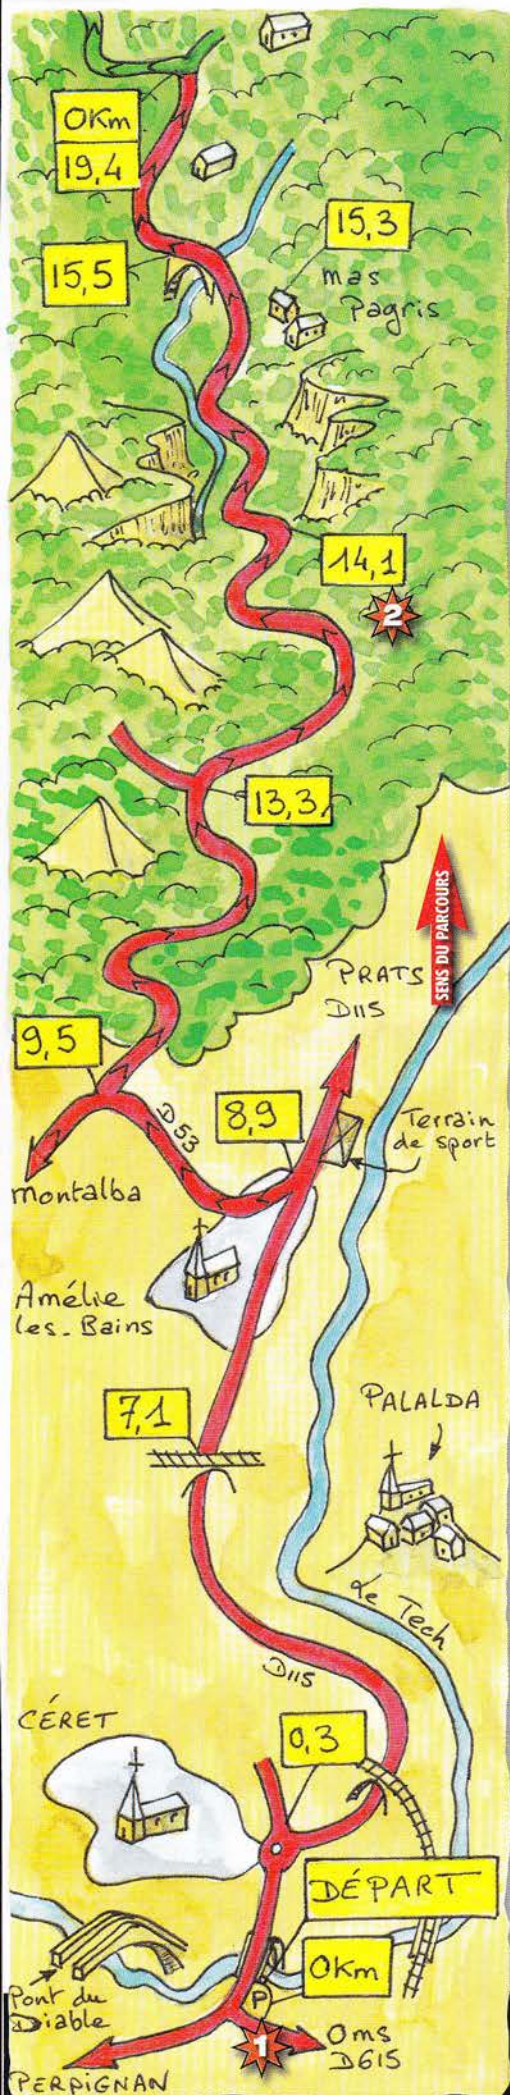 0Km
19,4
15,5
15,3
mas
Pagris
14,1
2
13,3
SENS DU PARCOURS
PRATS
D115
9,5
D53
8,9
Terrain
de sport
Montalba
Amélie
les-Bains
7,1
PALALDA
Le Tech
D115
CÉRET
0,3
DÉPART
0Km
P
Pont du
Diable
1
Oms
D615
PERPIGNAN